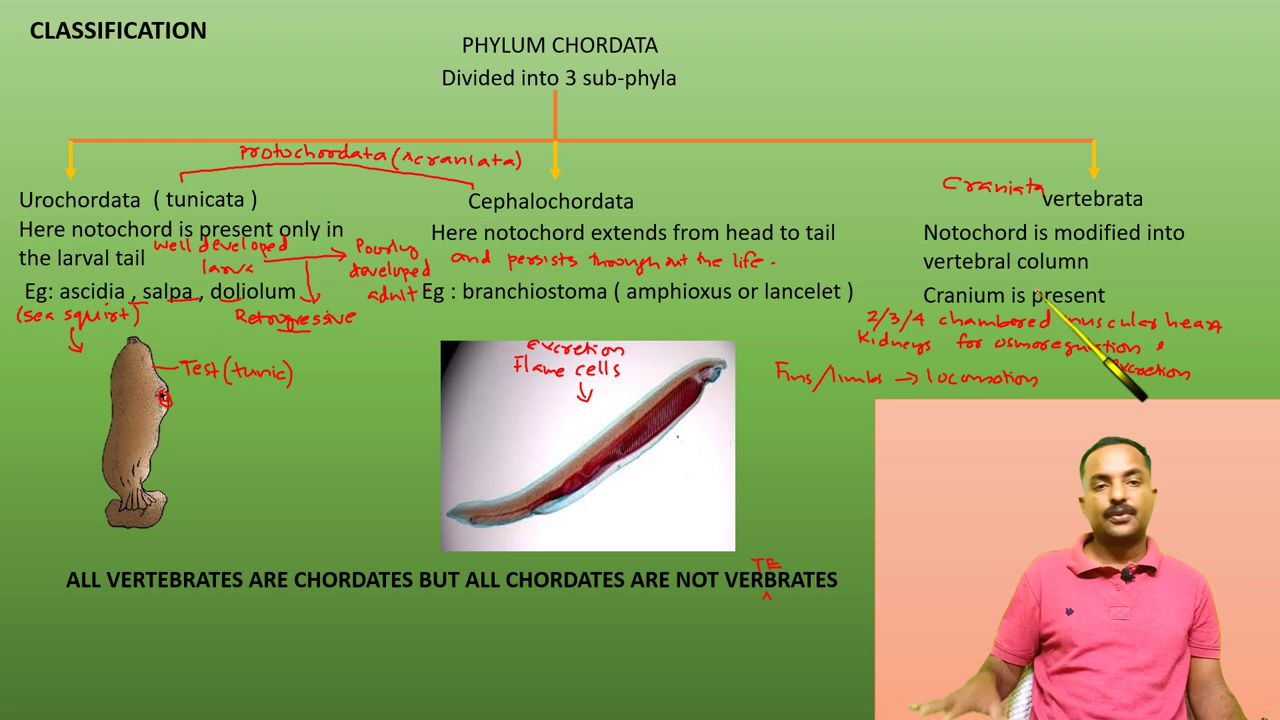 CLASSIFICATION
PHYLUM CHORDATA
Divided into 3 sub-phyla
Protochordata (Acraniata)
Urochordata ( tunicata )
Here notochord is present only in
the larval tail
well developed
larva
Poorly
developed
adult
Retrogressive
Eg: ascidia , salpa , doliolum
(sea squirt)
Test (tunic)
Cephalochordata
Here notochord extends from head to tail
and persists throughout the life.
Eg : branchiostoma ( amphioxus or lancelet )
Excretion
Flame cells
Craniata
vertebrata
Notochord is modified into
vertebral column
Cranium is present
2/3/4 chambered muscular heart
Kidneys for osmoregulation &
excretion
Fins/limbs → locomotion
ALL VERTEBRATES ARE CHORDATES BUT ALL CHORDATES ARE NOT VERBRATES
TE